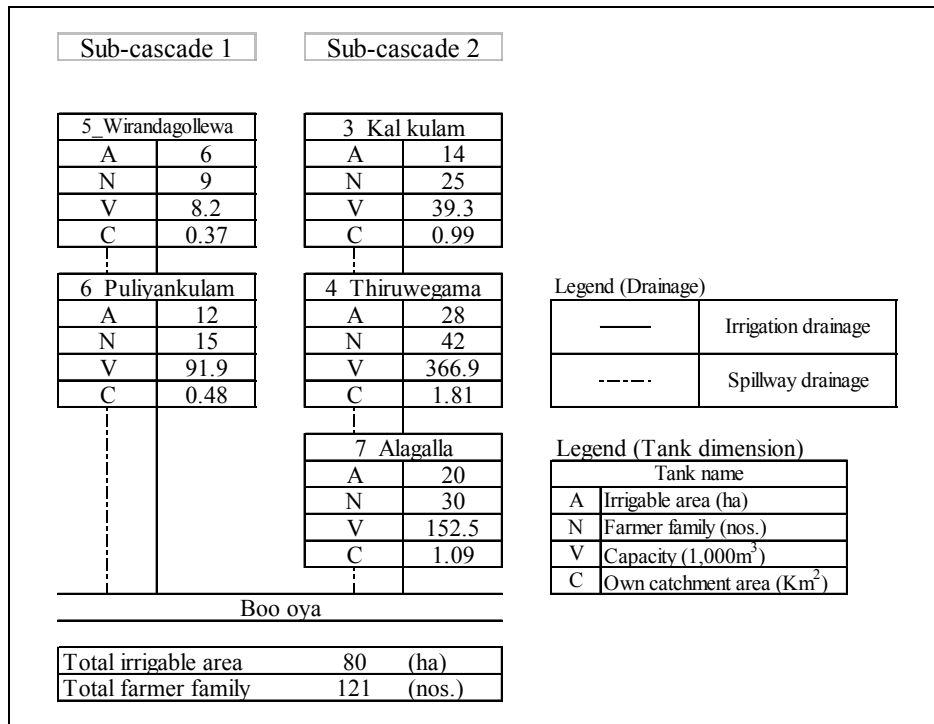 Sub-cascade 1
Sub-cascade 2
5_Wirandagollewa
A 6
N 9
V 8.2
C 0.37
3 Kal kulam
A 14
N 25
V 39.3
C 0.99
6 Puliyankulam
A 12
N 15
V 91.9
C 0.48
4 Thiruwegama
A 28
N 42
V 366.9
C 1.81
7 Alagalla
A 20
N 30
V 152.5
C 1.09
Legend (Drainage)
Irrigation drainage
Spillway drainage
Legend (Tank dimension)
Tank name
A Irrigable area (ha)
N Farmer family (nos.)
V Capacity (1,000m³)
C Own catchment area (Km²)
Boo oya
Total irrigable area 80 (ha)
Total farmer family 121 (nos.)